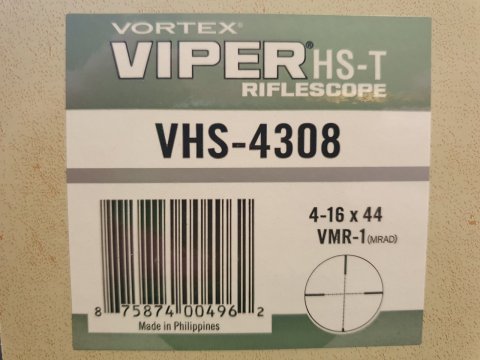 VORTEX®
VIPER® HS-T
RIFLESCOPE
VHS-4308
4-16 x 44
VMR-1 (MRAD)
8 75874 00496 2
Made in Philippines